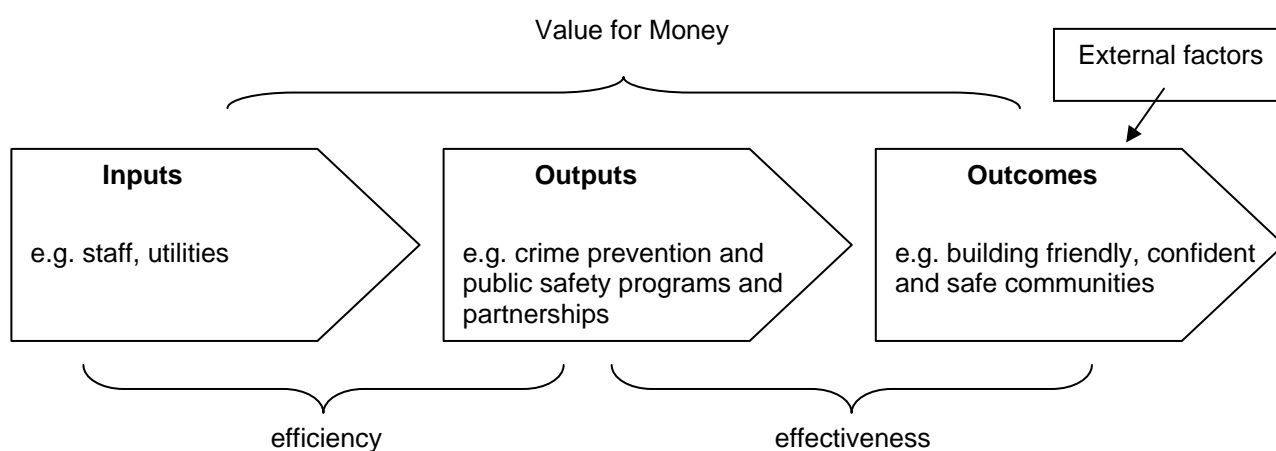 Value for Money
External factors
Inputs
e.g. staff, utilities
Outputs
e.g. crime prevention and
public safety programs and
partnerships
Outcomes
e.g. building friendly, confident
and safe communities
efficiency
effectiveness